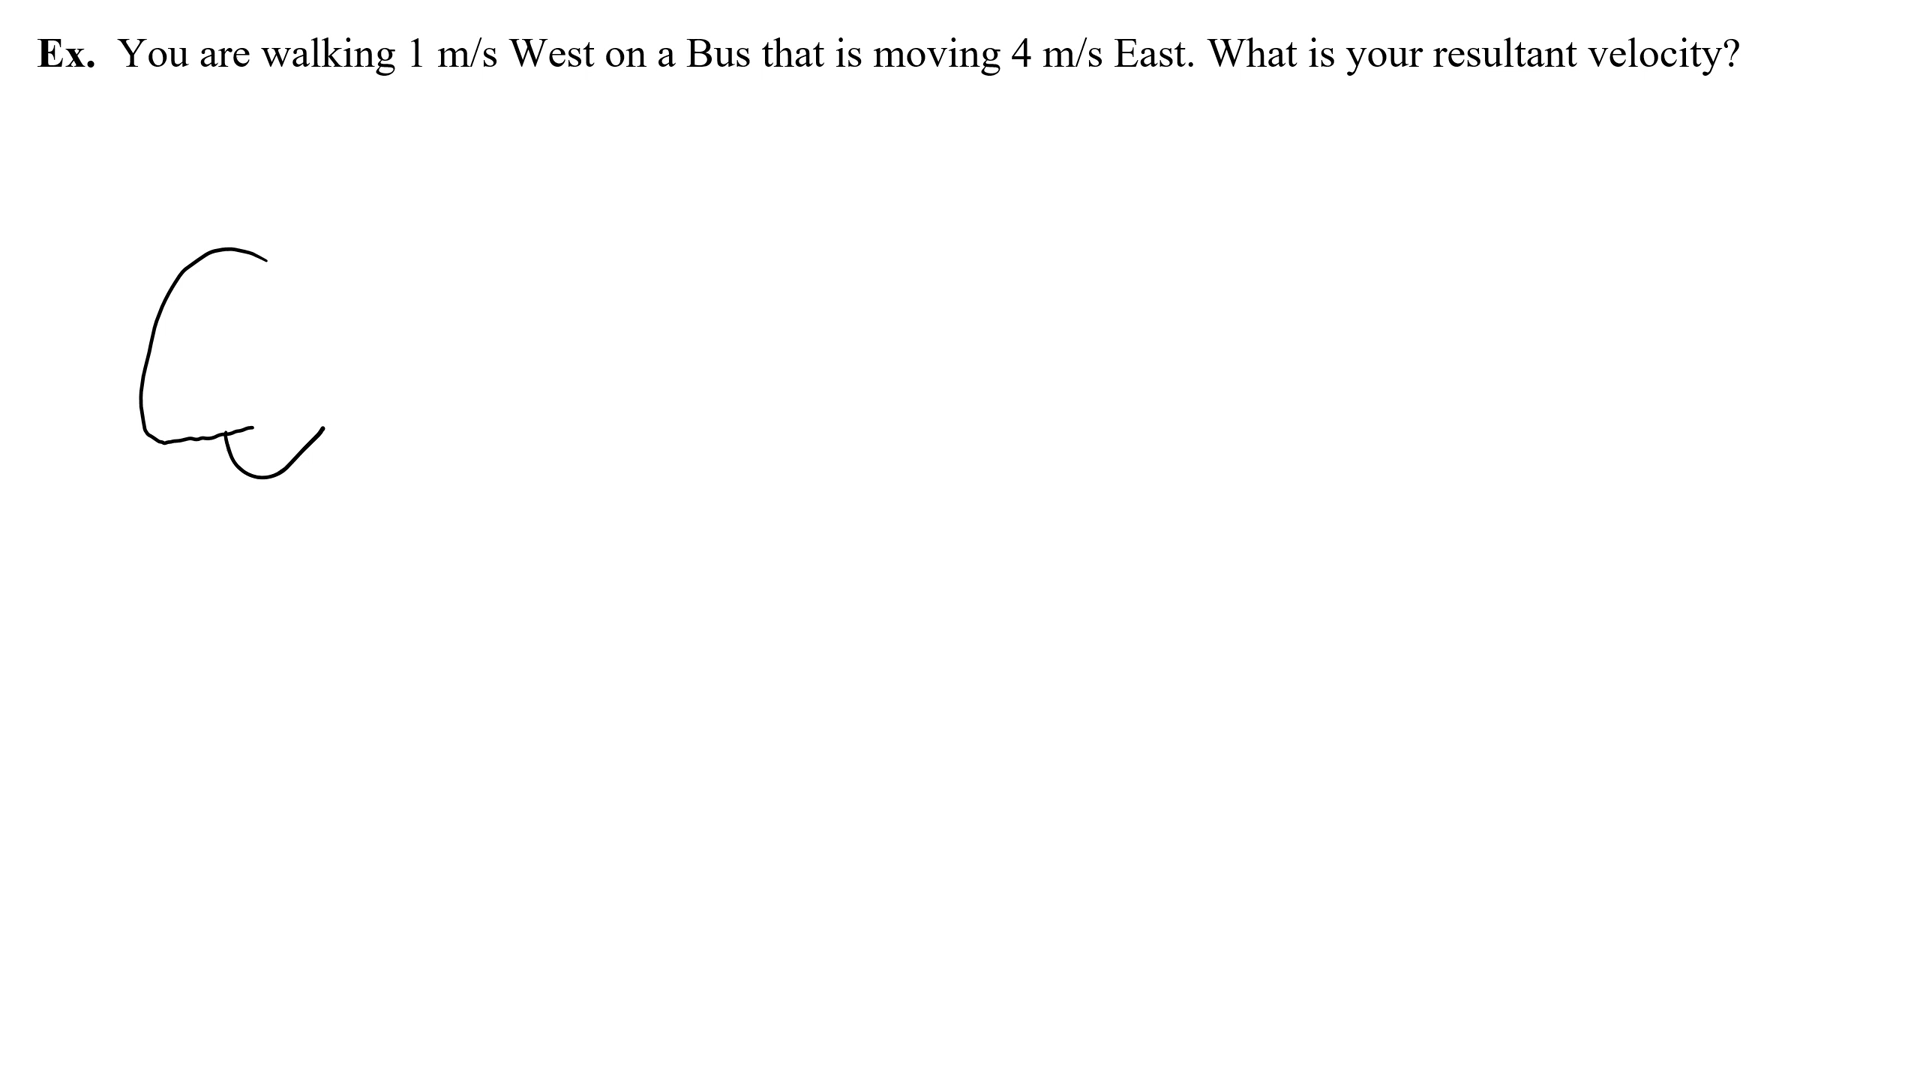 Ex. You are walking 1 m/s West on a Bus that is moving 4 m/s East. What is your resultant velocity?